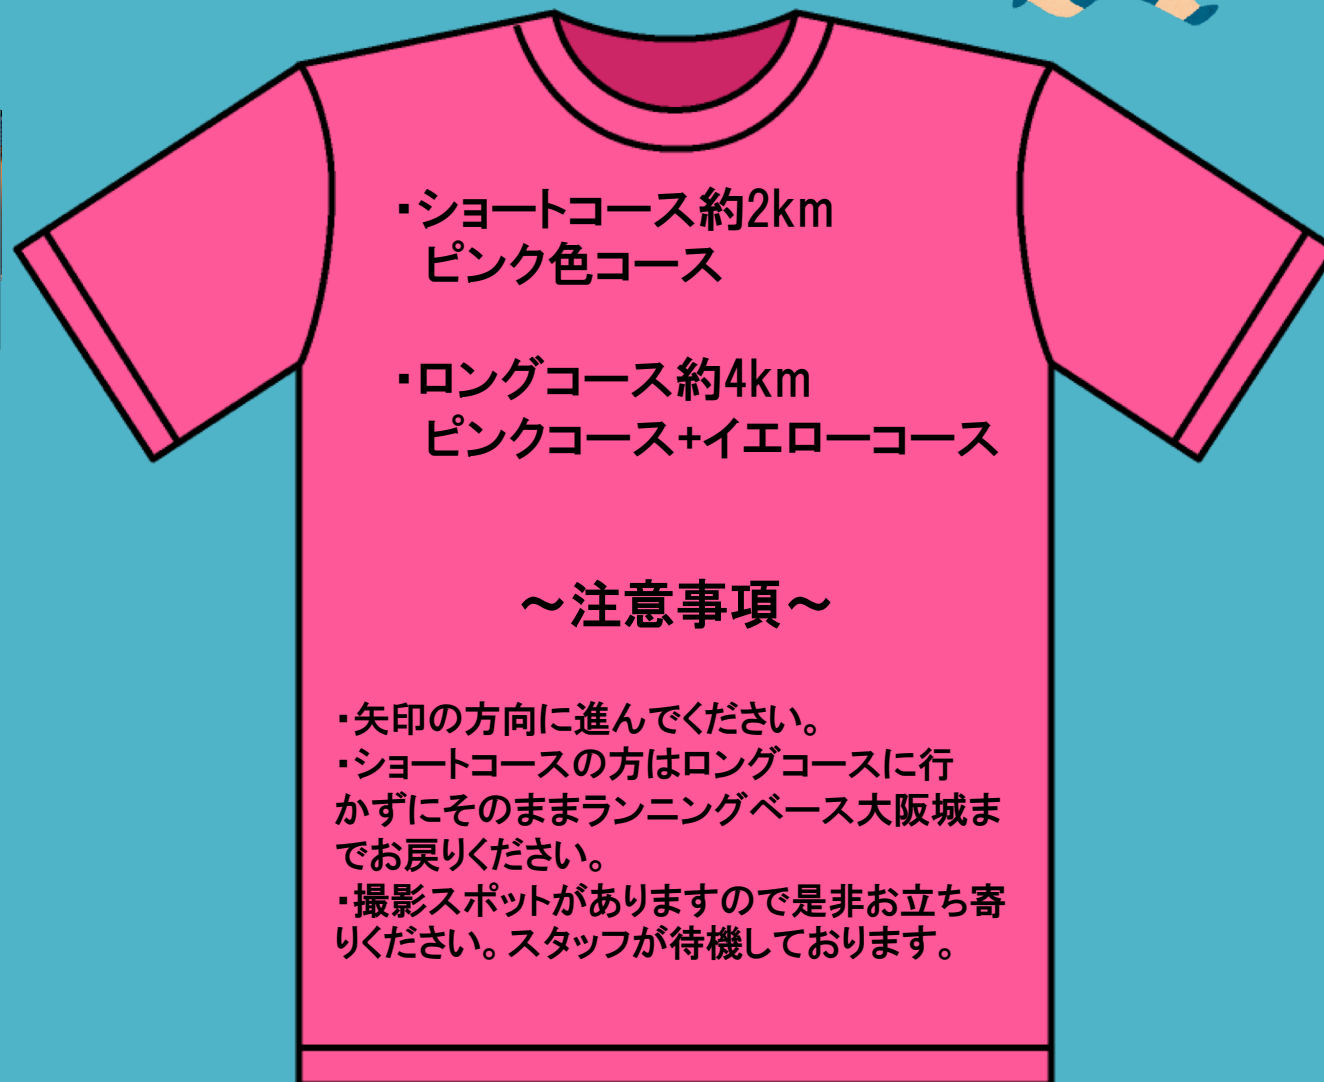 ・ショートコース約2km
ピンク色コース
・ロングコース約4km
ピンクコース+イエローコース
～注意事項～
・矢印の方向に進んでください。
・ショートコースの方はロングコースに行
かずにそのままランニングベース大阪城ま
でお戻りください。
・撮影スポットがありますので是非お立ち寄
りください。スタッフが待機しております。